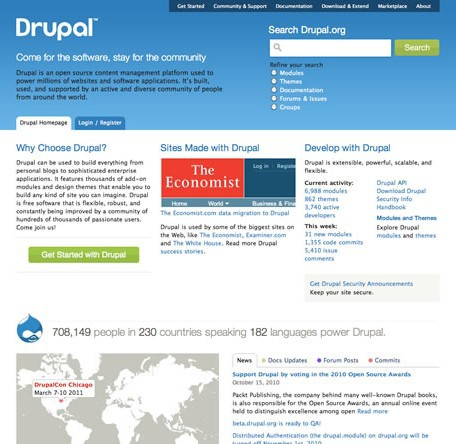 Get Started Community & Support Documentation Download & Extend Marketplace About
Drupal™
Come for the software, stay for the community
Drupal is an open source content management platform used to
power millions of websites and software applications. It's built,
used, and supported by an active and diverse community of people
from around the world.
Search Drupal.org
Search
Refine your search
Modules
Themes
Documentation
Forums & Issues
Groups
Drupal Homepage
Login / Register
Why Choose Drupal?
Drupal can be used to build everything from
personal blogs to sophisticated enterprise
applications. It features thousands of add-on
modules and design themes that enable you to
build any kind of site you can imagine. Drupal
is free software that is flexible, robust, and
constantly being improved by a community of
hundreds of thousands of passionate users.
Come join us!
Get Started with Drupal
Sites Made with Drupal
The
Economist
Log in Regist
Home World Business & Fina
The Economist.com data migration to Drupal
Drupal is used by some of the biggest sites on
the Web, like The Economist, Examiner.com
and The White House. Read more Drupal
success stories.
Develop with Drupal
Drupal is extensible, powerful, scalable, and
flexible.
Current activity:
6,988 modules
862 themes
3,740 active
developers
This week:
31 new modules
1,355 code commits
5,410 issue
comments
Drupal API
Download Drupal
Security Info
Handbook
Modules and Themes
Explore Drupal
modules and themes.
Get Drupal Security Announcements
Keep your site secure.
708,149 people in 230 countries speaking 182 languages power Drupal.
DrupalCon Chicago
March 7-10 2011
News
Docs Updates
Forum Posts
Commits
Support Drupal by voting in the 2010 Open Source Awards
October 15, 2010
Packt Publishing, the company behind many well-known Drupal books,
is also responsible for the Open Source Awards, an annual online event
held to distinguish excellence among open Read more
beta.drupal.org is ready to QA!
Distributed Authentication (the drupal.module) on drupal.org will be
turned off November 1st, 2010